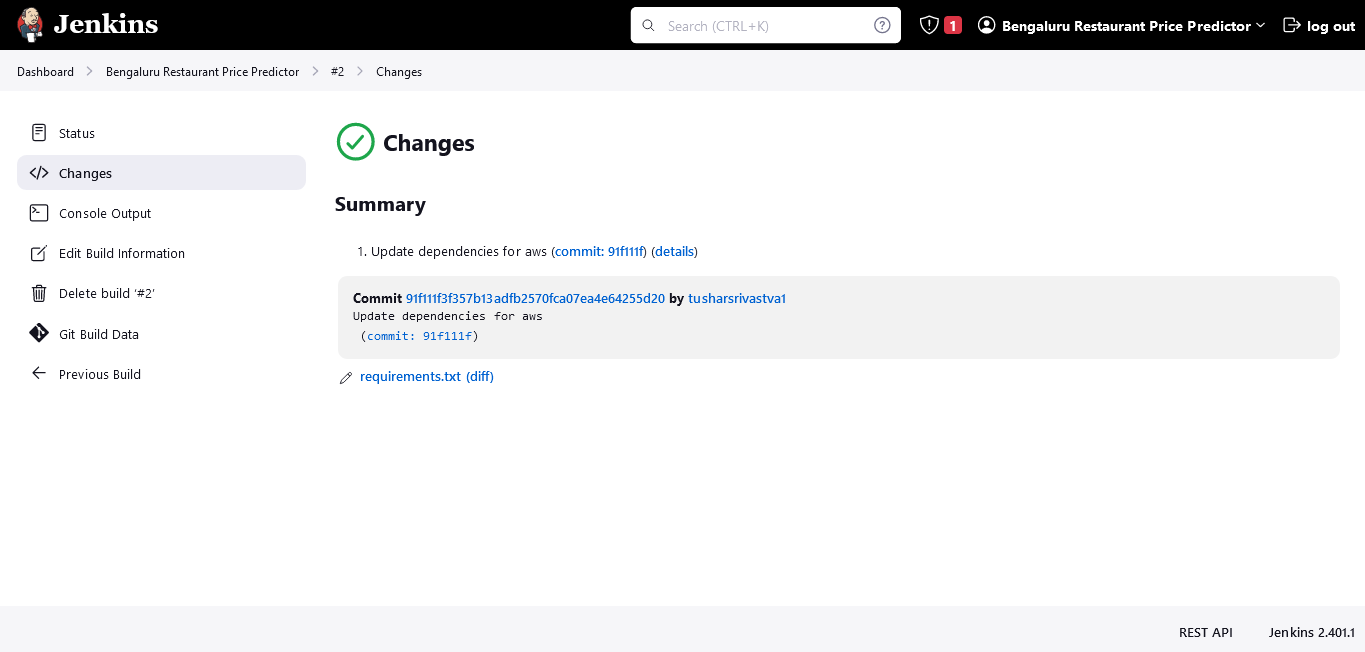 Jenkins
Search (CTRL+K)
1
Bengaluru Restaurant Price Predictor
log out
Dashboard
Bengaluru Restaurant Price Predictor
#2
Changes
Status
Changes
Console Output
Edit Build Information
Delete build ‘#2’
Git Build Data
Previous Build
Changes
Summary
1. Update dependencies for aws (commit: 91f111f) (details)
Commit 91f111f3f357b13adfb2570fca07ea4e64255d20 by tusharsrivastva1
Update dependencies for aws
(commit: 91f111f)
requirements.txt (diff)
REST API
Jenkins 2.401.1